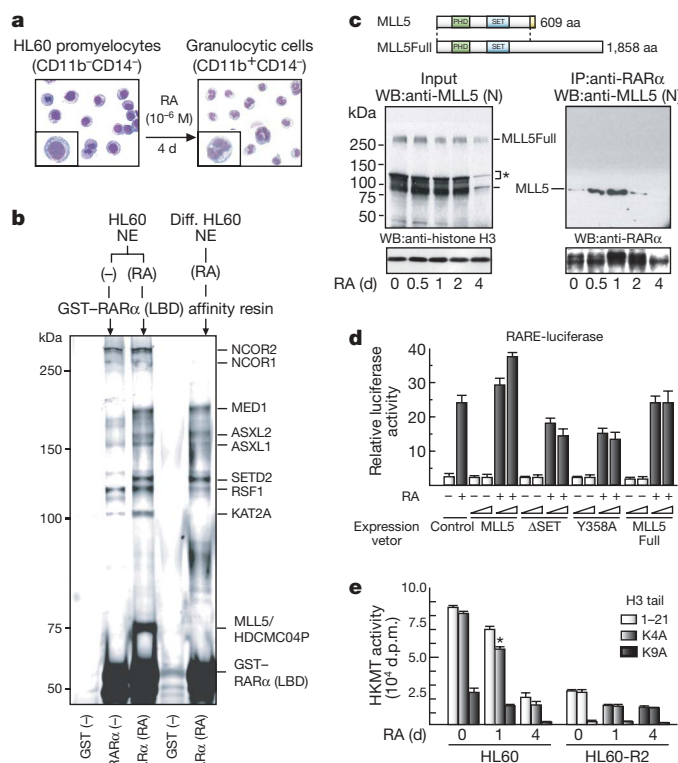 a
HL60 promyelocytes
(CD11b⁻CD14⁻)
Granulocytic cells
(CD11b⁺CD14⁻)
RA
(10⁻⁶ M)
4 d
b
HL60
NE
Diff. HL60
NE
(–) (RA) (RA)
GST–RARα (LBD) affinity resin
kDa
250
150
100
75
50
NCOR2
NCOR1
MED1
ASXL2
ASXL1
SETD2
RSF1
KAT2A
MLL5/
HDCMC04P
GST–
RARα (LBD)
GST (-)
RARα (-)
Rα (RA)
GST (-)
Rα (RA)
c
MLL5 PHD SET 609 aa
MLL5Full PHD SET 1,858 aa
Input
WB:anti-MLL5 (N)
IP:anti-RARα
WB:anti-MLL5 (N)
kDa
250
150
100
75
50
MLL5Full
*
MLL5
WB:anti-histone H3
WB:anti-RARα
RA (d) 0 0.5 1 2 4
0 0.5 1 2 4
d
RARE-luciferase
Relative luciferase
activity
40
30
20
10
0
RA – + – – + + – – + + – – + + – – + +
Expression
vetor
Control MLL5 ΔSET Y358A MLL5
Full
e
HKMT activity
(10⁴ d.p.m.)
10.0
7.5
5.0
2.5
*
H3 tail
1–21
K4A
K9A
RA (d) 0 1 4 0 1 4
HL60 HL60-R2